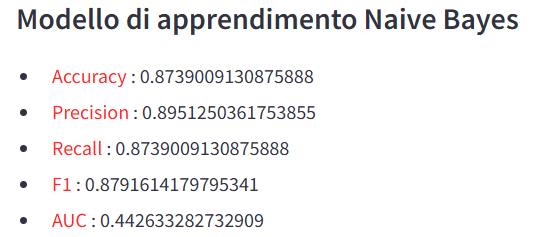 Modello di apprendimento Naive Bayes
• Accuracy : 0.8739009130875888
• Precision : 0.8951250361753855
• Recall : 0.8739009130875888
• F1 : 0.8791614179795341
• AUC : 0.442633282732909